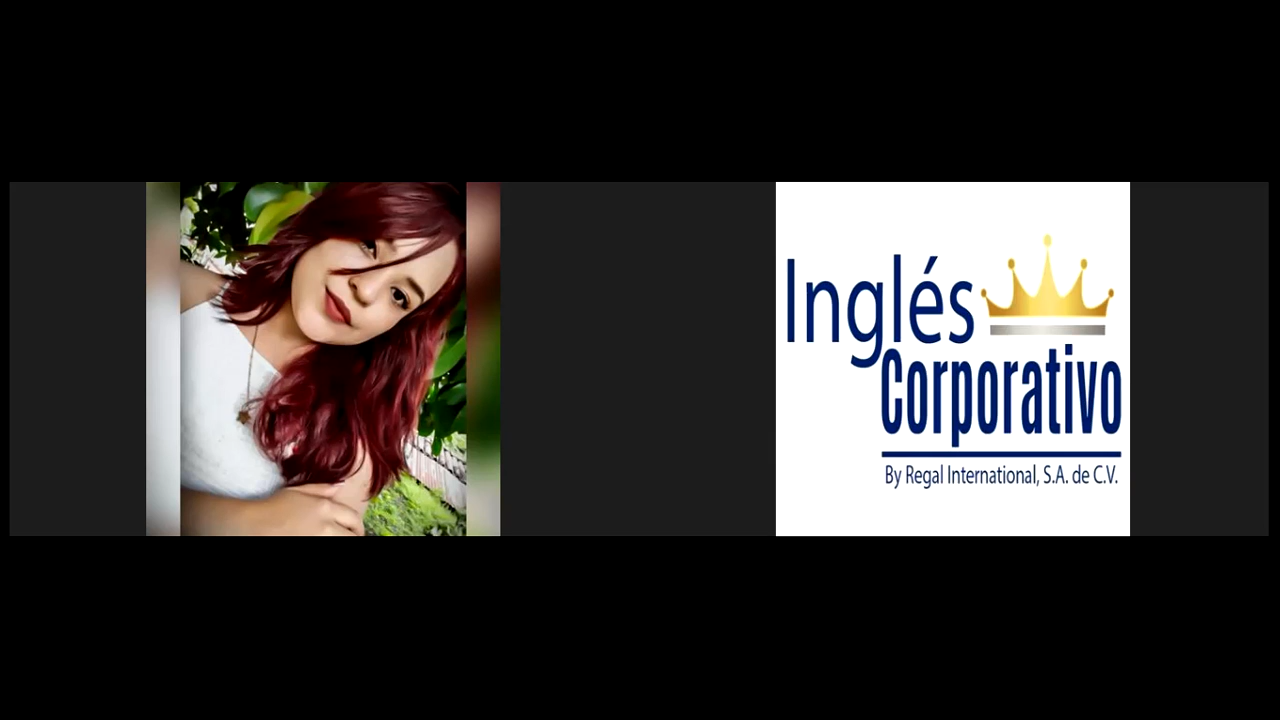 Inglés
Corporativo
By Regal International, S.A. de C.V.